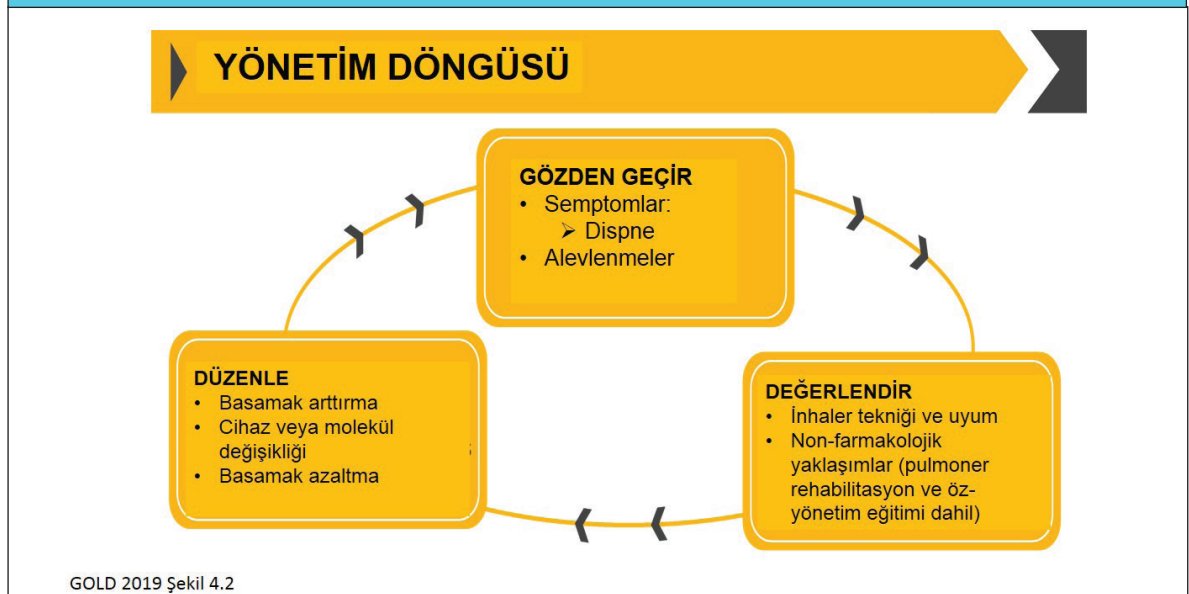 YÖNETİM DÖNGÜSÜ
GÖZDEN GEÇİR
• Semptomlar:
➢ Dispne
• Alevlenmeler
DÜZENLE
• Basamak arttırma
• Cihaz veya molekül
değişikliği
• Basamak azaltma
DEĞERLENDİR
• İnhaler tekniği ve uyum
• Non-farmakolojik
yaklaşımlar (pulmoner
rehabilitasyon ve öz-
yönetim eğitimi dahil)
GOLD 2019 Şekil 4.2